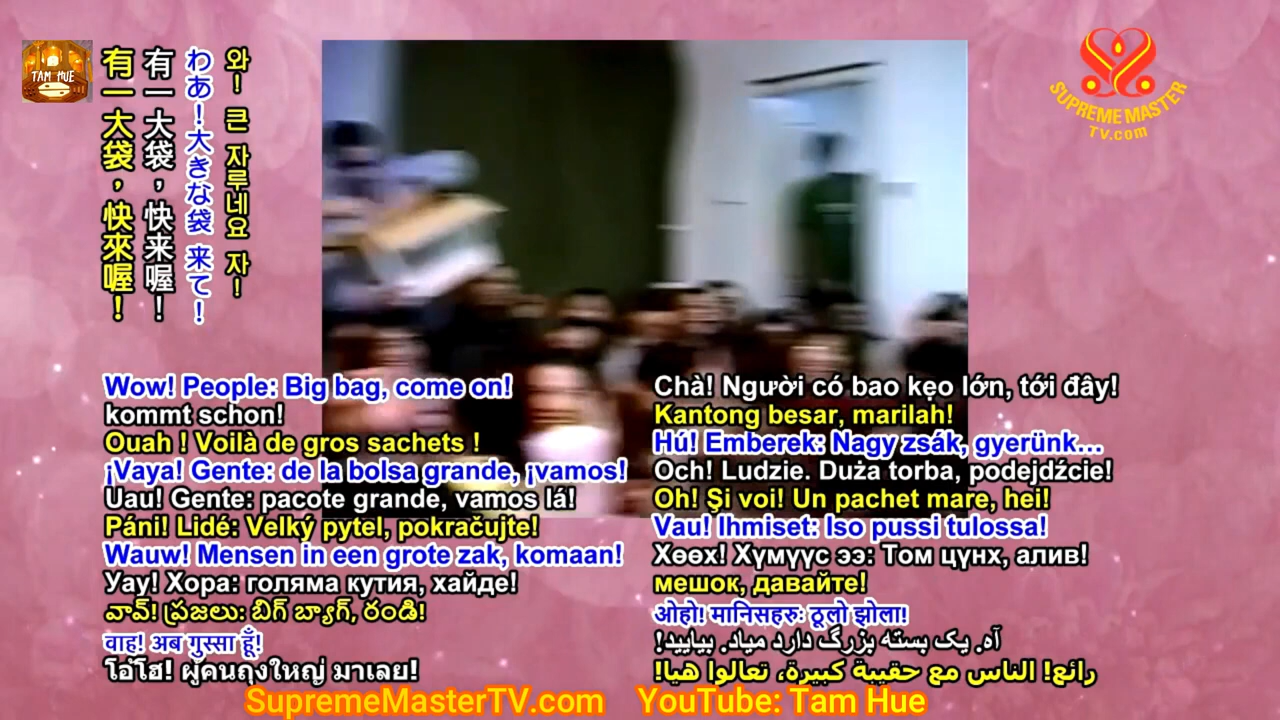 TAM HUE
有一大袋，快來喔！
有一大袋，快来喔！
わあ！大きな袋 来て！
와! 큰 자루네요 자!
SUPREME MASTER
TV.com
Wow! People: Big bag, come on!
kommt schon!
Ouah ! Voilà de gros sachets !
¡Vaya! Gente: de la bolsa grande, ¡vamos!
Uau! Gente: pacote grande, vamos lá!
Páni! Lidé: Velký pytel, pokračujte!
Wauw! Mensen in een grote zak, komaan!
Уау! Хора: голяма кутия, хайде!
వావ్! ప్రజలు: బిగ్ బ్యాగ్, రండి!
वाह! अब गुस्सा हूँ!
โอ้โฮ! ผู้คนถุงใหญ่ มาเลย!
Chà! Người có bao kẹo lớn, tới đây!
Kantong besar, marilah!
Hú! Emberek: Nagy zsák, gyerünk…
Och! Ludzie. Duża torba, podejdźcie!
Oh! Şi voi! Un pachet mare, hei!
Vau! Ihmiset: Iso pussi tulossa!
Хөөх! Хүмүүс ээ: Том цүнх, алив!
мешок, давайте!
ओहो! मानिसहरुः ठूलो झोला!
آه. یک بسته بزرگ دارد میاد. بیایید!
رائع! الناس مع حقيبة كبيرة، تعالوا هيا!
SupremeMasterTV.com YouTube: Tam Hue